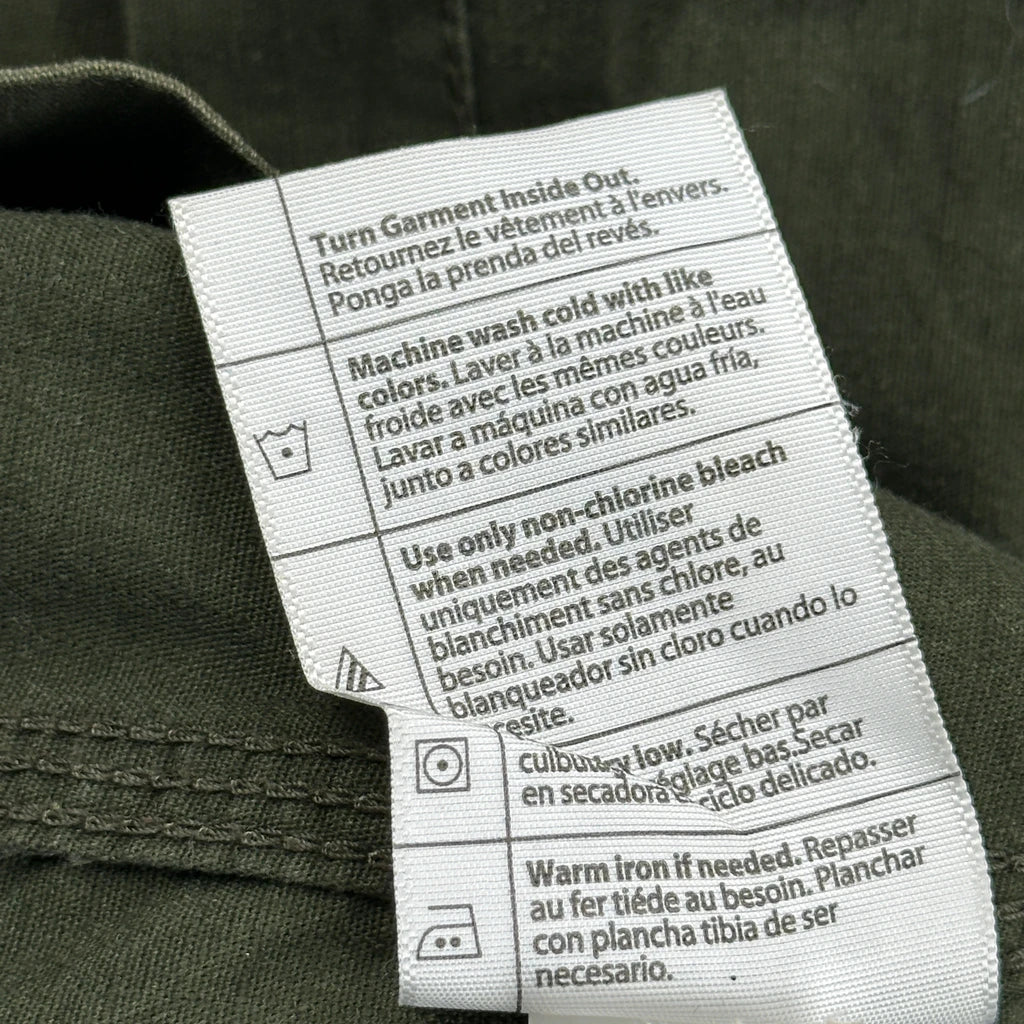 Turn Garment Inside Out.
Retournez le vêtement à l'envers.
Ponga la prenda del revés.
Machine wash cold with like
colors. Laver à la machine à l'eau
froide avec les mêmes couleurs.
Lavar a máquina con agua fría,
junto a colores similares.
Use only non-chlorine bleach
when needed. Utiliser
uniquement des agents de
blanchiment sans chlore, au
besoin. Usar solamente
blanqueador sin cloro cuando lo
low. Sécher par
réglage bas.Secar
en secadora ciclo delicado.
Warm iron if needed. Repasser
au fer tiéde au besoin. Planchar
con plancha tibia de ser
necesario.